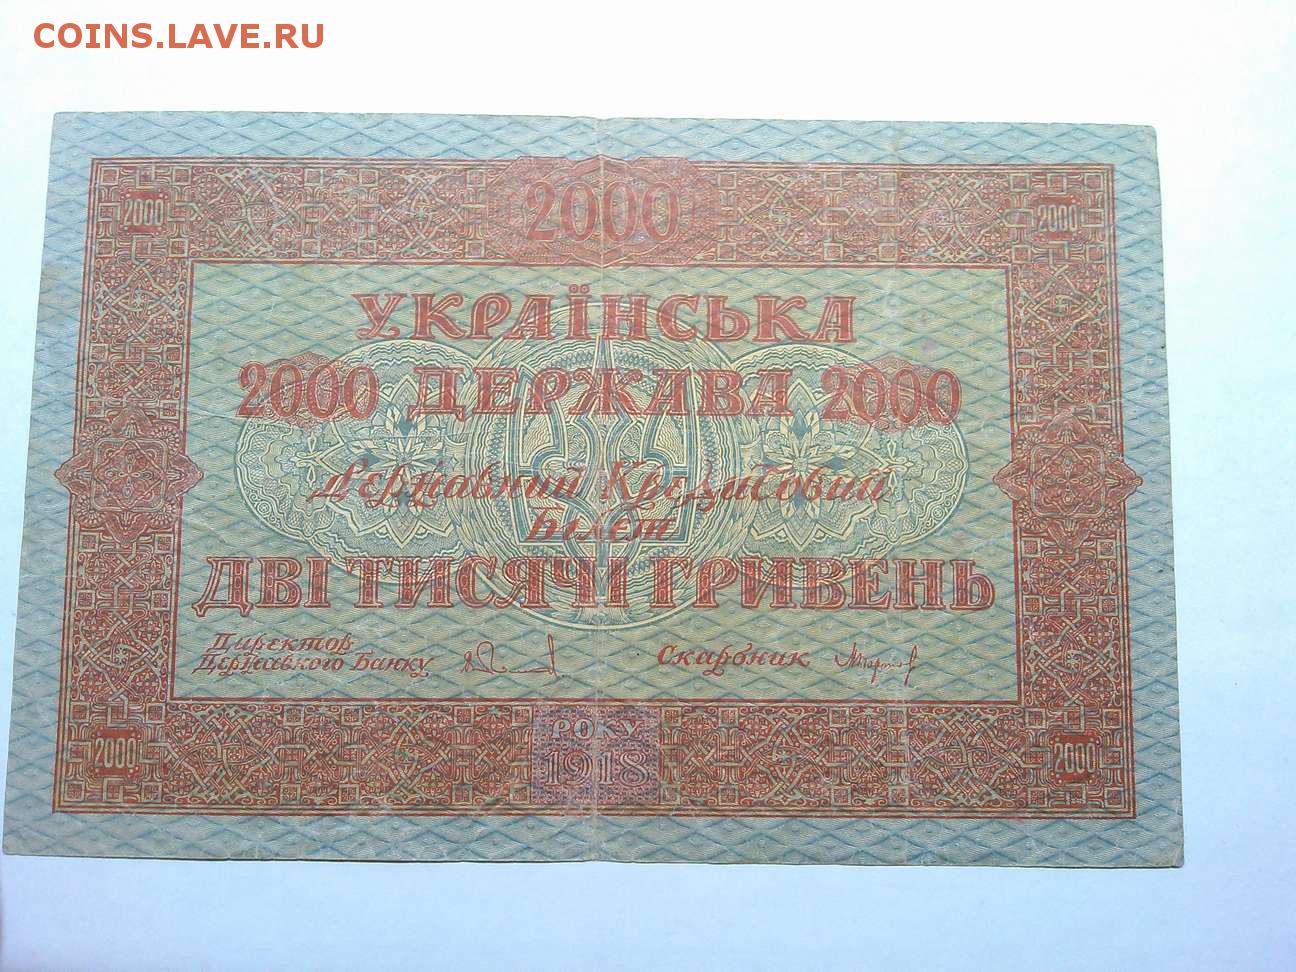 COINS.LAVE.RU
2000 2000 2000
УКРАЇНСЬКА
2000 ДЕРЖАВА 2000
Державний Кредитовий
Білет
ДВІ ТИСЯЧІ ГРИВЕНЬ
Директор
Державного Банку
Скарбник
2000 РОКУ 2000
1918